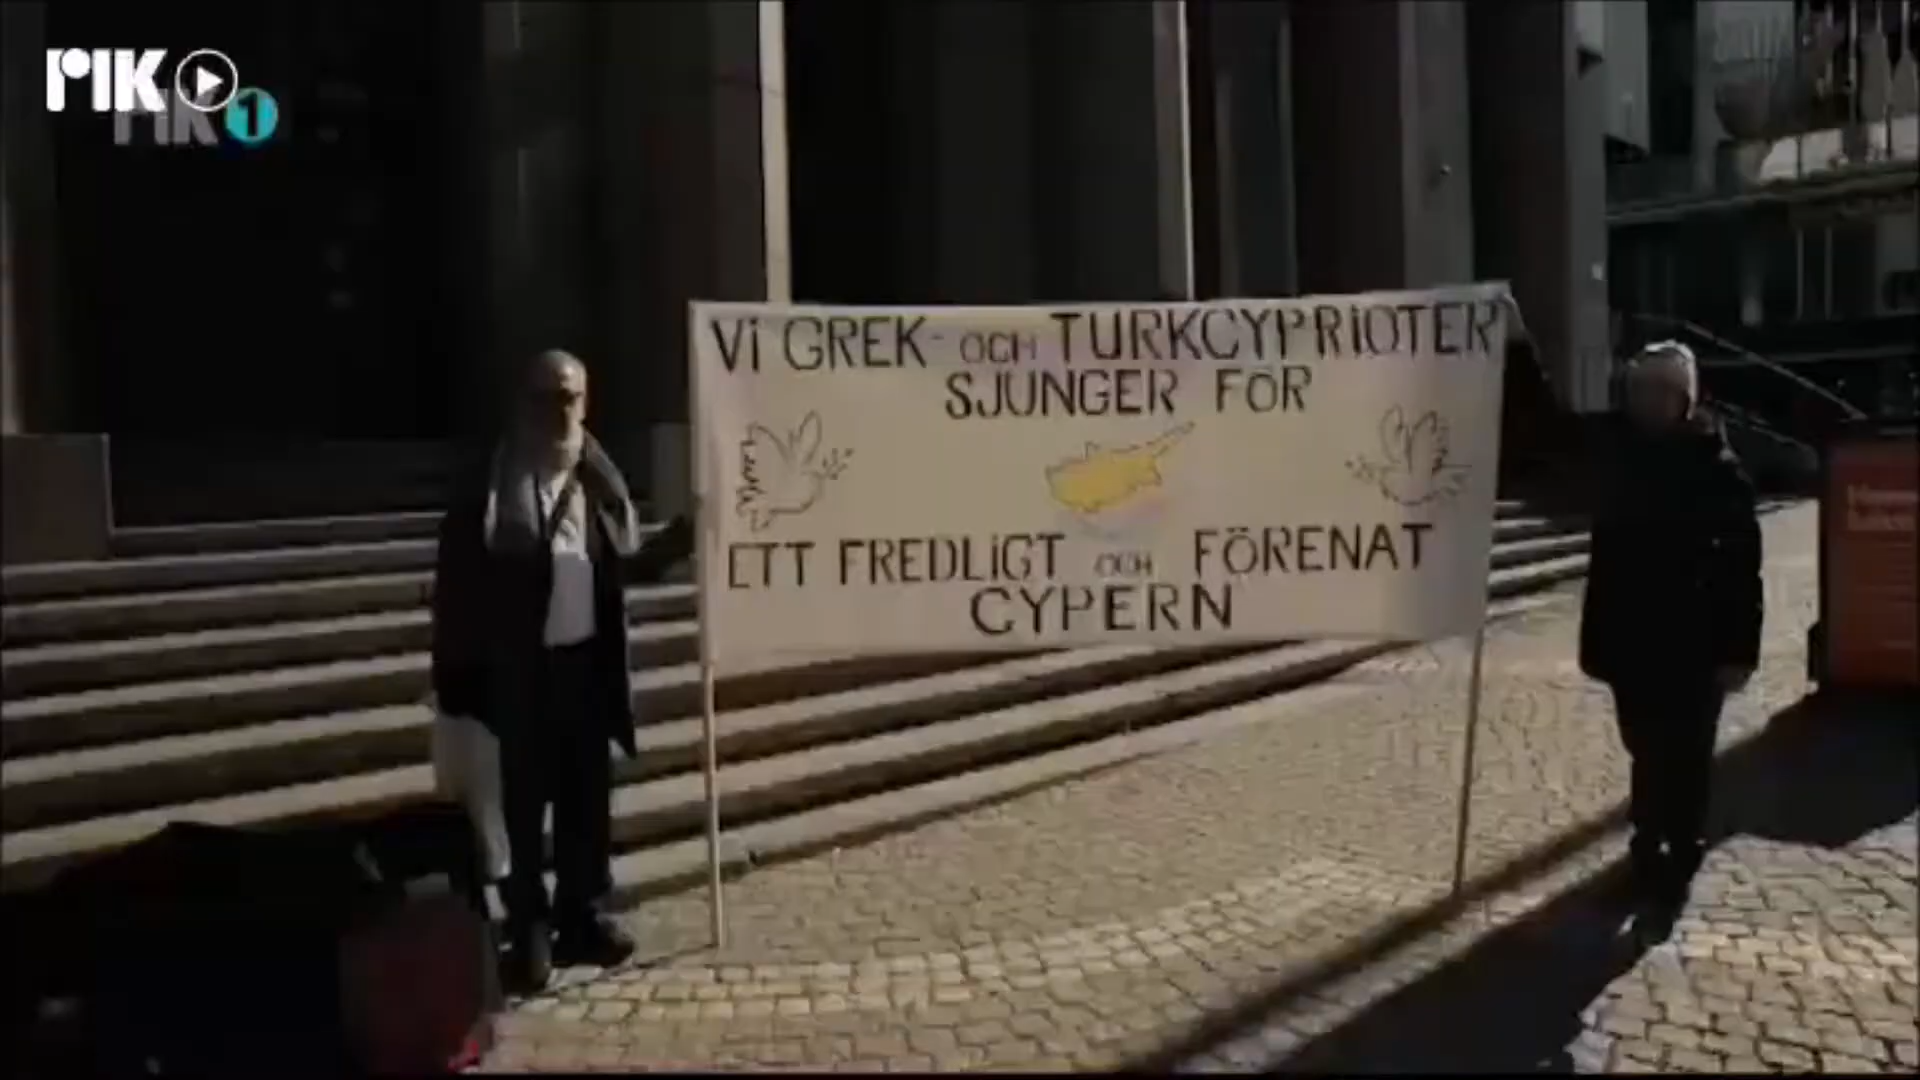 rIK
rIK 1
Vi GREK- OCH TURKCYPRIOTER
SJUNGER FÖR
ETT FREDLIGT OCH FÖRENAT
CYPERN